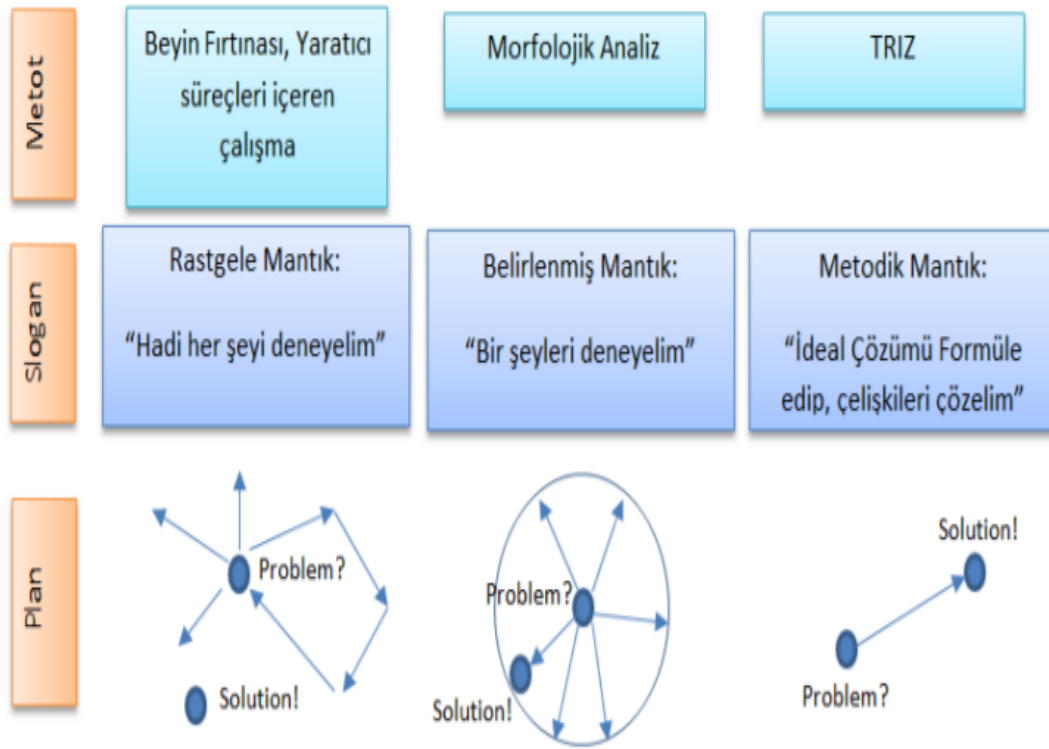 Metot
Beyin Fırtınası, Yaratıcı
süreçleri içeren
çalışma
Morfolojik Analiz
TRIZ
Slogan
Rastgele Mantık:
“Hadi her şeyi deneyelim”
Belirlenmiş Mantık:
“Bir şeyleri deneyelim”
Metodik Mantık:
“İdeal Çözümü Formüle
edip, çelişkileri çözelim”
Plan
Problem?
Solution!
Problem?
Solution!
Solution!
Problem?